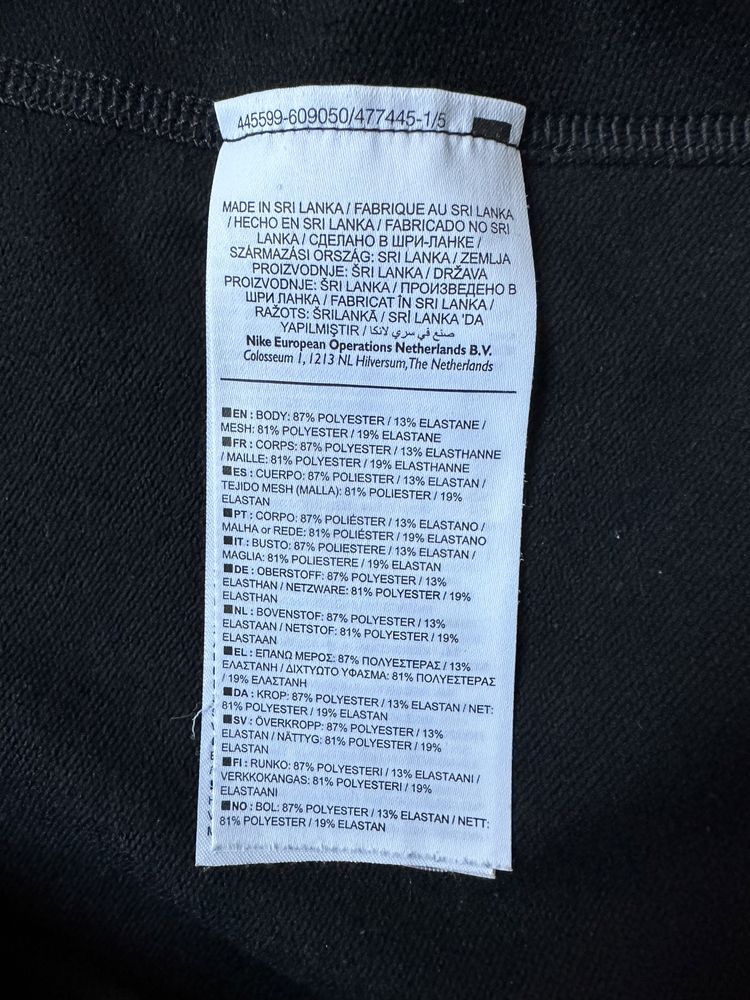 445599-609050/477445-1/5
MADE IN SRI LANKA / FABRIQUE AU SRI LANKA
/ HECHO EN SRI LANKA / FABRICADO NO SRI
LANKA / СДЕЛАНО В ШРИ-ЛАНКЕ /
SZÁRMAZÁSI ORSZÁG: SRI LANKA / ZEMLJA
PROIZVODNJE: ŠRI LANKA / DRŽAVA
PROIZVODNJE: ŠRI LANKA / ПРОИЗВЕДЕНО В
ШРИ ЛАНКА / FABRICAT ÎN SRI LANKA /
RAŽOTS: ŠRILANKĀ / SRİ LANKA 'DA
YAPILMIŞTIR / صنع في سري لانكا
Nike European Operations Netherlands B.V.
Colosseum 1, 1213 NL Hilversum, The Netherlands
EN : BODY: 87% POLYESTER / 13% ELASTANE /
MESH: 81% POLYESTER / 19% ELASTANE
FR : CORPS: 87% POLYESTER / 13% ELASTHANNE
/ MAILLE: 81% POLYESTER / 19% ELASTHANNE
ES : CUERPO: 87% POLIESTER / 13% ELASTAN /
TEJIDO MESH (MALLA): 81% POLIESTER / 19%
ELASTAN
PT : CORPO: 87% POLIÉSTER / 13% ELASTANO /
MALHA or REDE: 81% POLIÉSTER / 19% ELASTANO
IT : BUSTO: 87% POLIESTERE / 13% ELASTAN /
MAGLIA: 81% POLIESTERE / 19% ELASTAN
DE : OBERSTOFF: 87% POLYESTER / 13%
ELASTHAN / NETZWARE: 81% POLYESTER / 19%
ELASTHAN
NL : BOVENSTOF: 87% POLYESTER / 13%
ELASTAAN / NETSTOF: 81% POLYESTER / 19%
ELASTAAN
EL : ΕΠΑΝΩ ΜΕΡΟΣ: 87% ΠΟΛΥΕΣΤΕΡΑΣ / 13%
ΕΛΑΣΤΑΝΗ / ΔΙΧΤΥΩΤΟ ΥΦΑΣΜΑ: 81% ΠΟΛΥΕΣΤΕΡΑΣ
/ 19% ΕΛΑΣΤΑΝΗ
DA : KROP: 87% POLYESTER / 13% ELASTAN / NET:
81% POLYESTER / 19% ELASTAN
SV : ÖVERKROPP: 87% POLYESTER / 13%
ELASTAN / NÄTTYG: 81% POLYESTER / 19%
ELASTAN
FI : RUNKO: 87% POLYESTERI / 13% ELASTAANI /
VERKKOKANGAS: 81% POLYESTERI / 19%
ELASTAANI
NO : BOL: 87% POLYESTER / 13% ELASTAN / NETT:
81% POLYESTER / 19% ELASTAN